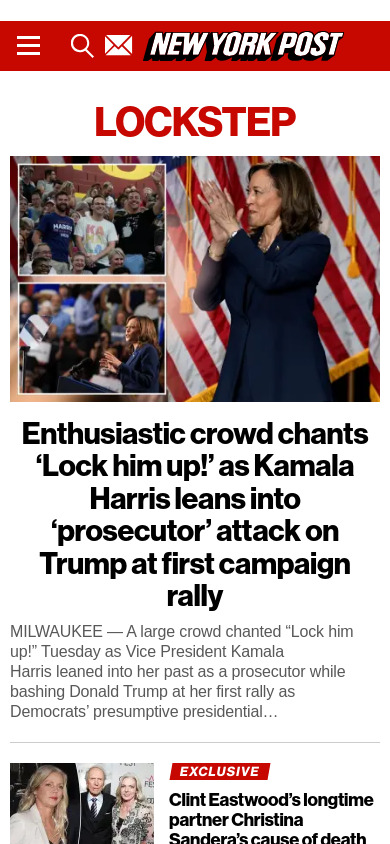 NEW YORK POST
LOCKSTEP
Enthusiastic crowd chants
‘Lock him up!’ as Kamala
Harris leans into
‘prosecutor’ attack on
Trump at first campaign
rally
MILWAUKEE — A large crowd chanted “Lock him
up!” Tuesday as Vice President Kamala
Harris leaned into her past as a prosecutor while
bashing Donald Trump at her first rally as
Democrats’ presumptive presidential…
EXCLUSIVE
Clint Eastwood’s longtime
partner Christina
Sandera’s cause of death